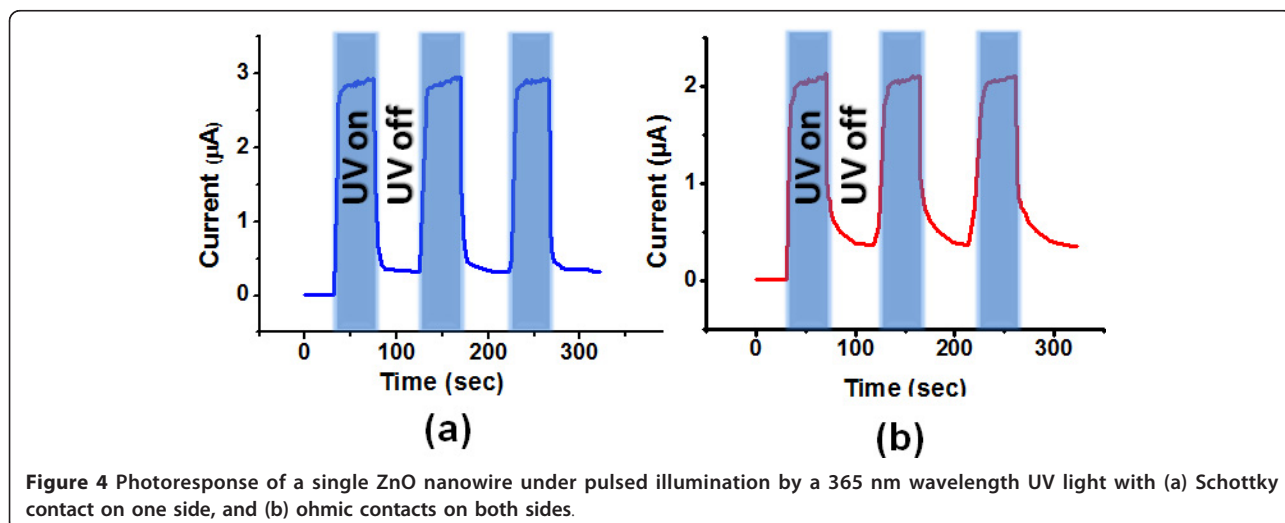 3
2
1
0
Current (μA)
UV on
UV off
0
100
200
300
Time (sec)
(a)
2
1
0
Current (μA)
UV on
UV off
0
100
200
300
Time (sec)
(b)
Figure 4 Photoresponse of a single ZnO nanowire under pulsed illumination by a 365 nm wavelength UV light with (a) Schottky
contact on one side, and (b) ohmic contacts on both sides.